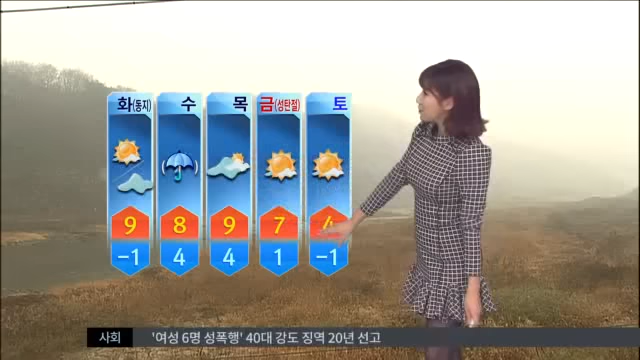 화(동지) 수 목 금(성탄절) 토
9 8 9 7 4
-1 4 4 1 -1
사회 '여성 6명 성폭행' 40대 강도 징역 20년 선고